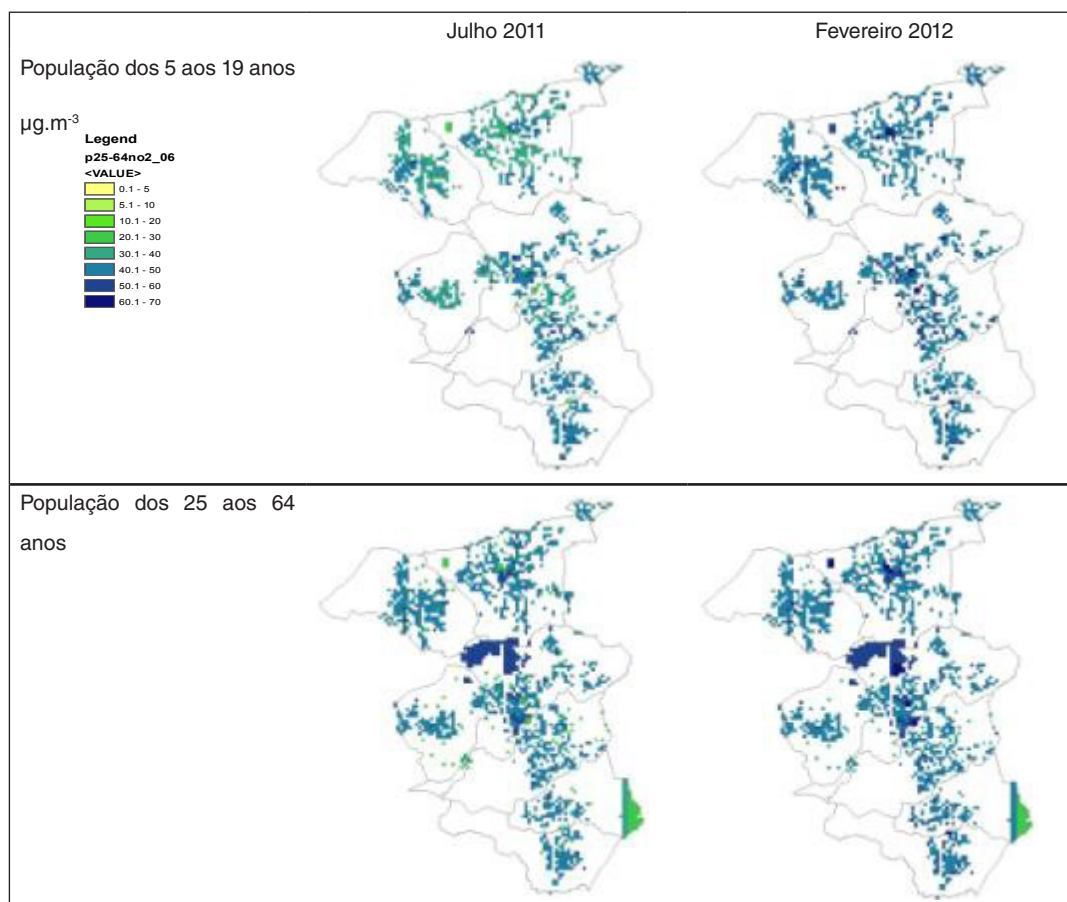 Julho 2011
Fevereiro 2012
População dos 5 aos 19 anos
µg.m-3
Legend
p25-64no2_06
<VALUE>
0.1 - 5
5.1 - 10
10.1 - 20
20.1 - 30
30.1 - 40
40.1 - 50
50.1 - 60
60.1 - 70
População dos 25 aos 64
anos